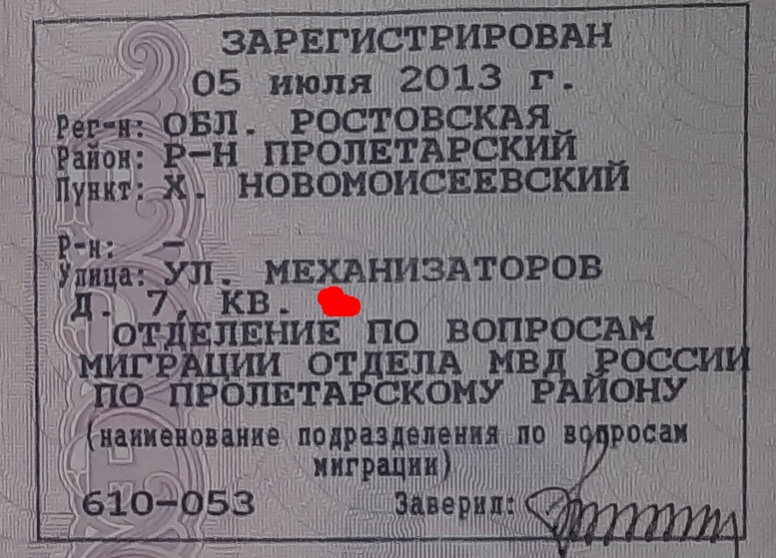 ЗАРЕГИСТРИРОВАН
05 июля 2013 г.
Рег-н: ОБЛ. РОСТОВСКАЯ
Район: Р-Н ПРОЛЕТАРСКИЙ
Пункт: Х. НОВОМОИСЕЕВСКИЙ
Р-н: –
Улица: УЛ. МЕХАНИЗАТОРОВ
Д. 7, КВ.
ОТДЕЛЕНИЕ ПО ВОПРОСАМ
МИГРАЦИИ ОТДЕЛА МВД РОССИИ
ПО ПРОЛЕТАРСКОМУ РАЙОНУ
(наименование подразделения по вопросам
миграции)
610-053 Заверил: